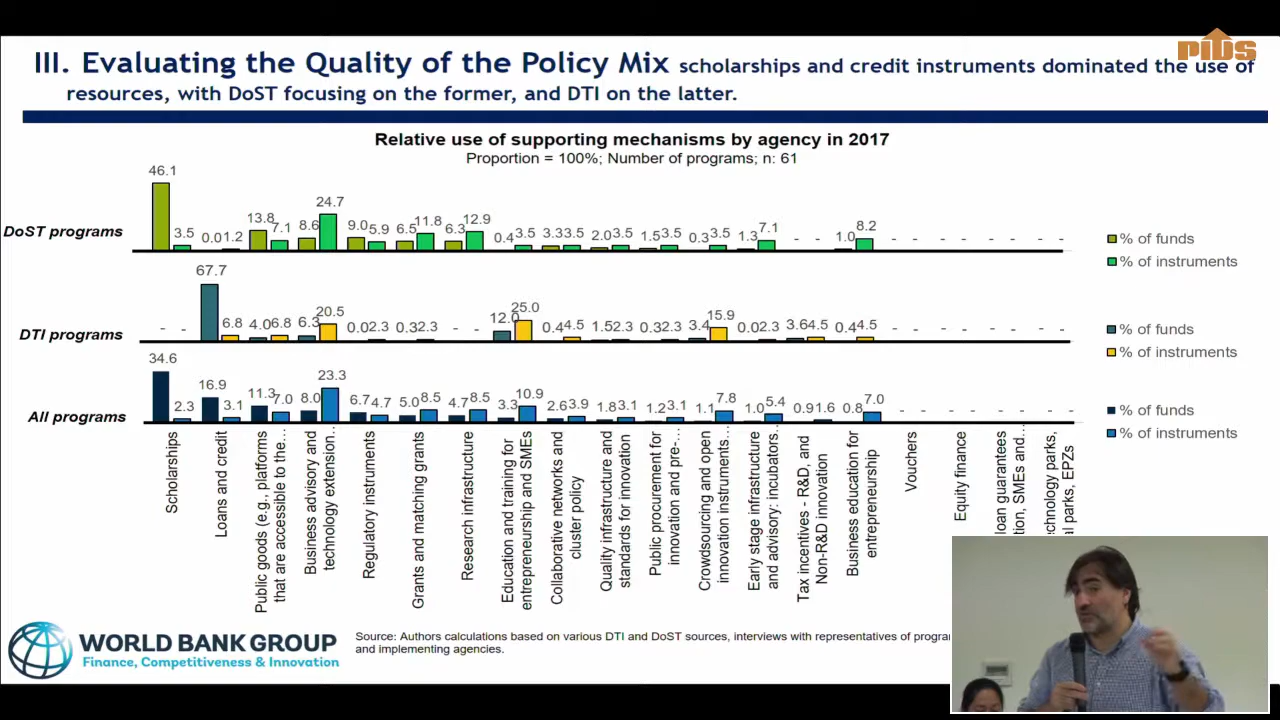 PIDS
III. Evaluating the Quality of the Policy Mix scholarships and credit instruments dominated the use of
resources, with DoST focusing on the former, and DTI on the latter.
Relative use of supporting mechanisms by agency in 2017
Proportion = 100%; Number of programs; n: 61
DoST programs
46.1 3.5 0.0 1.2 13.8 7.1 8.6 24.7 9.0 5.9 6.5 11.8 6.3 12.9 0.4 3.5 3.3 3.5 2.0 3.5 1.5 3.5 0.3 3.5 1.3 7.1 - - 1.0 8.2 - - - - - - - -
% of funds
% of instruments
DTI programs
- - 67.7 6.8 4.0 6.8 6.3 20.5 0.0 2.3 0.3 2.3 - - 12.0 25.0 0.4 4.5 1.5 2.3 0.3 2.3 3.4 15.9 0.0 2.3 3.6 4.5 0.4 4.5 - - - - - - - -
% of funds
% of instruments
All programs
34.6 2.3 16.9 3.1 11.3 7.0 8.0 23.3 6.7 4.7 5.0 8.5 4.7 8.5 3.3 10.9 2.6 3.9 1.8 3.1 1.2 3.1 1.1 7.8 1.0 5.4 0.9 1.6 0.8 7.0 - - - - - - - -
% of funds
% of instruments
Scholarships
Loans and credit
Public goods (e.g., platforms
that are accessible to the...
Business advisory and
technology extension...
Regulatory instruments
Grants and matching grants
Research infrastructure
Education and training for
entrepreneurship and SMEs
Collaborative networks and
cluster policy
Quality infrastructure and
standards for innovation
Public procurement for
innovation and pre-...
Crowdsourcing and open
innovation instruments...
Early stage infrastructure
and advisory: incubators...
Tax incentives - R&D, and
Non-R&D innovation
Business education for
entrepreneurship
Vouchers
Equity finance
loan guarantees
tion, SMEs and...
echnology parks,
al parks, EPZs
WORLD BANK GROUP
Finance, Competitiveness & Innovation
Source: Authors calculations based on various DTI and DoST sources, interviews with representatives of progra
and implementing agencies.